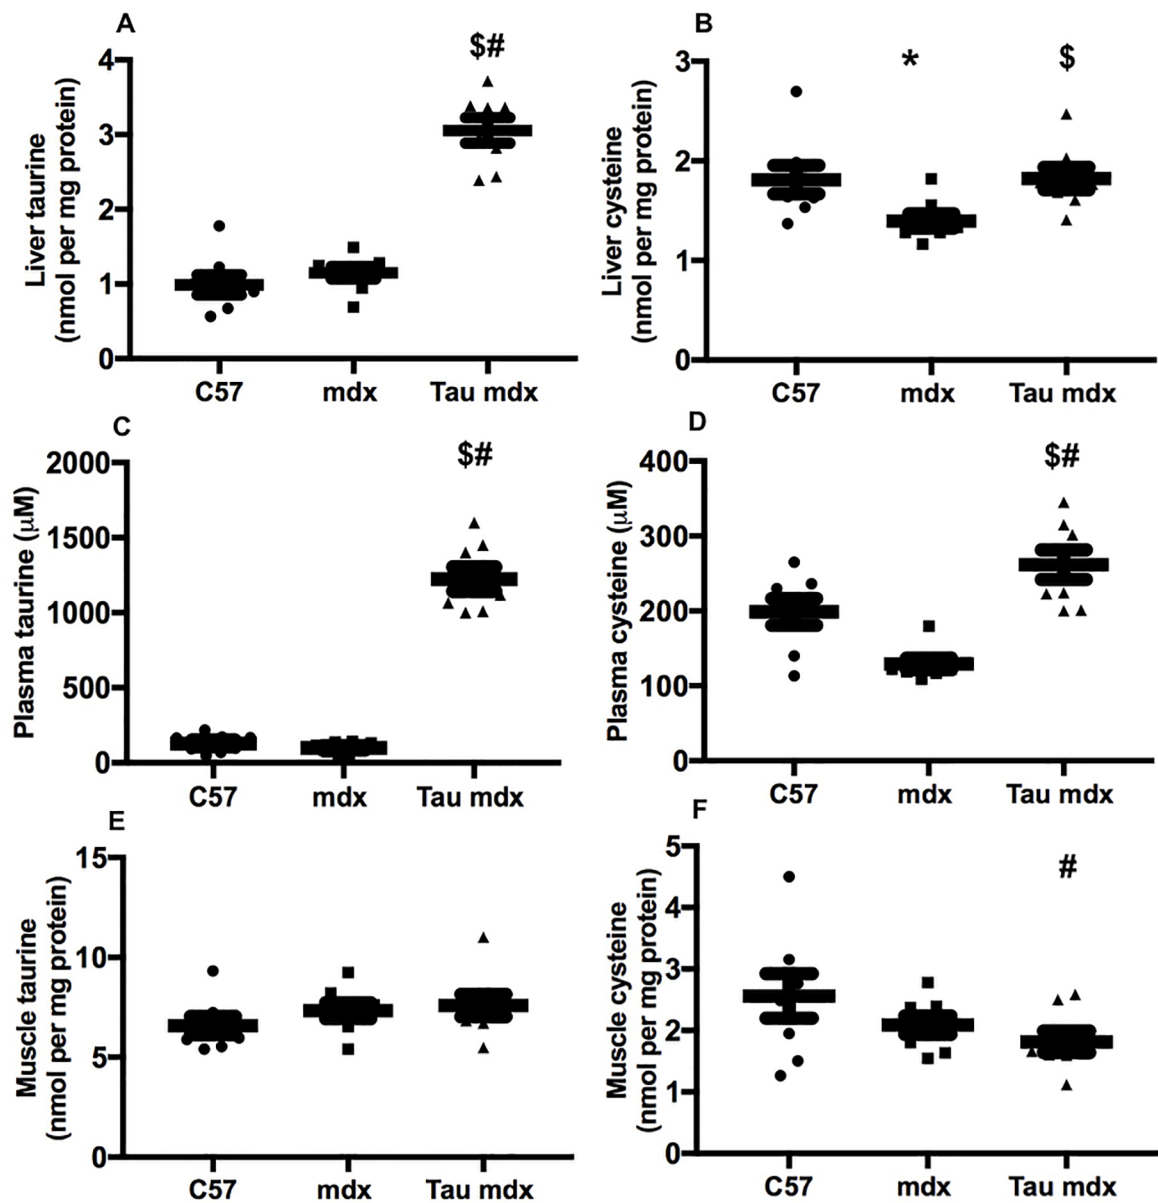 A
Liver taurine
(nmol per mg protein)
4
3
2
1
0
$#
C57
mdx
Tau mdx
B
Liver cysteine
(nmol per mg protein)
3
2
1
0
*
$
C57
mdx
Tau mdx
C
Plasma taurine (μM)
2000
1500
1000
500
0
$#
C57
mdx
Tau mdx
D
Plasma cysteine (μM)
400
300
200
100
0
$#
C57
mdx
Tau mdx
E
Muscle taurine
(nmol per mg protein)
15
10
5
0
C57
mdx
Tau mdx
F
Muscle cysteine
(nmol per mg protein)
5
4
3
2
1
0
#
C57
mdx
Tau mdx